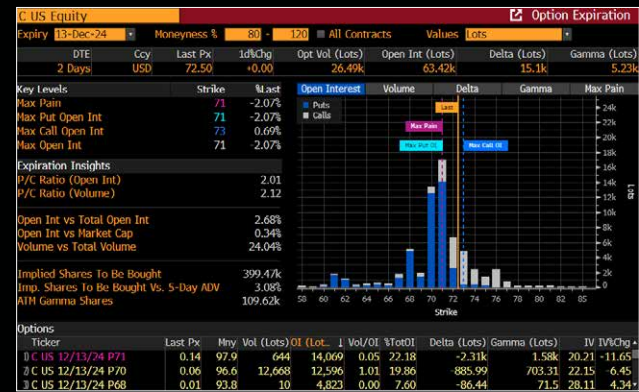 C US Equity Option Expiration
Expiry 13-Dec-24 Moneyness % 80 - 120 All Contracts Values Lots
DTE Ccy Last Px 1d%Chg Opt Vol (Lots) Open Int (Lots) Delta (Lots) Gamma (Lots)
2 Days USD 72.50 +0.00 26.49k 63.42k 15.1k 5.23k
Key Levels Strike %Last
Max Pain 71 -2.07%
Max Put Open Int 71 -2.07%
Max Call Open Int 73 0.69%
Max Open Int 71 -2.07%
Expiration Insights
P/C Ratio (Open Int) 2.01
P/C Ratio (Volume) 2.12
Open Int vs Total Open Int 2.68%
Open Int vs Market Cap 0.34%
Volume vs Total Volume 24.04%
Implied Shares To Be Bought 399.47k
Imp. Shares To Be Bought Vs. 5-Day ADV 3.08%
ATM Gamma Shares 109.62k
Open Interest Volume Delta Gamma Max Pain
Puts
Calls
Last
Max Pain
Max Put OI Max Call OI
24k
22k
20k
18k
16k
14k
12k
10k
8k
6k
4k
2k
0
Lots
58 60 62 64 66 68 70 72 74 76 78 80 82 85
Strike
Options
Ticker Last Px Mny Vol (Lots) OI (Lot.. ↓ Vol/OI %TotOI Delta (Lots) Gamma (Lots) IV IV%Chg
C US 12/13/24 P71 0.14 97.9 644 14,069 0.05 22.18 -2.31k 1.58k 20.21 -11.65
C US 12/13/24 P70 0.06 96.6 12,668 12,596 1.01 19.86 -885.99 703.31 22.15 -6.45
C US 12/13/24 P68 0.01 93.8 10 4,823 0.00 7.60 -86.44 71.5 28.11 4.34